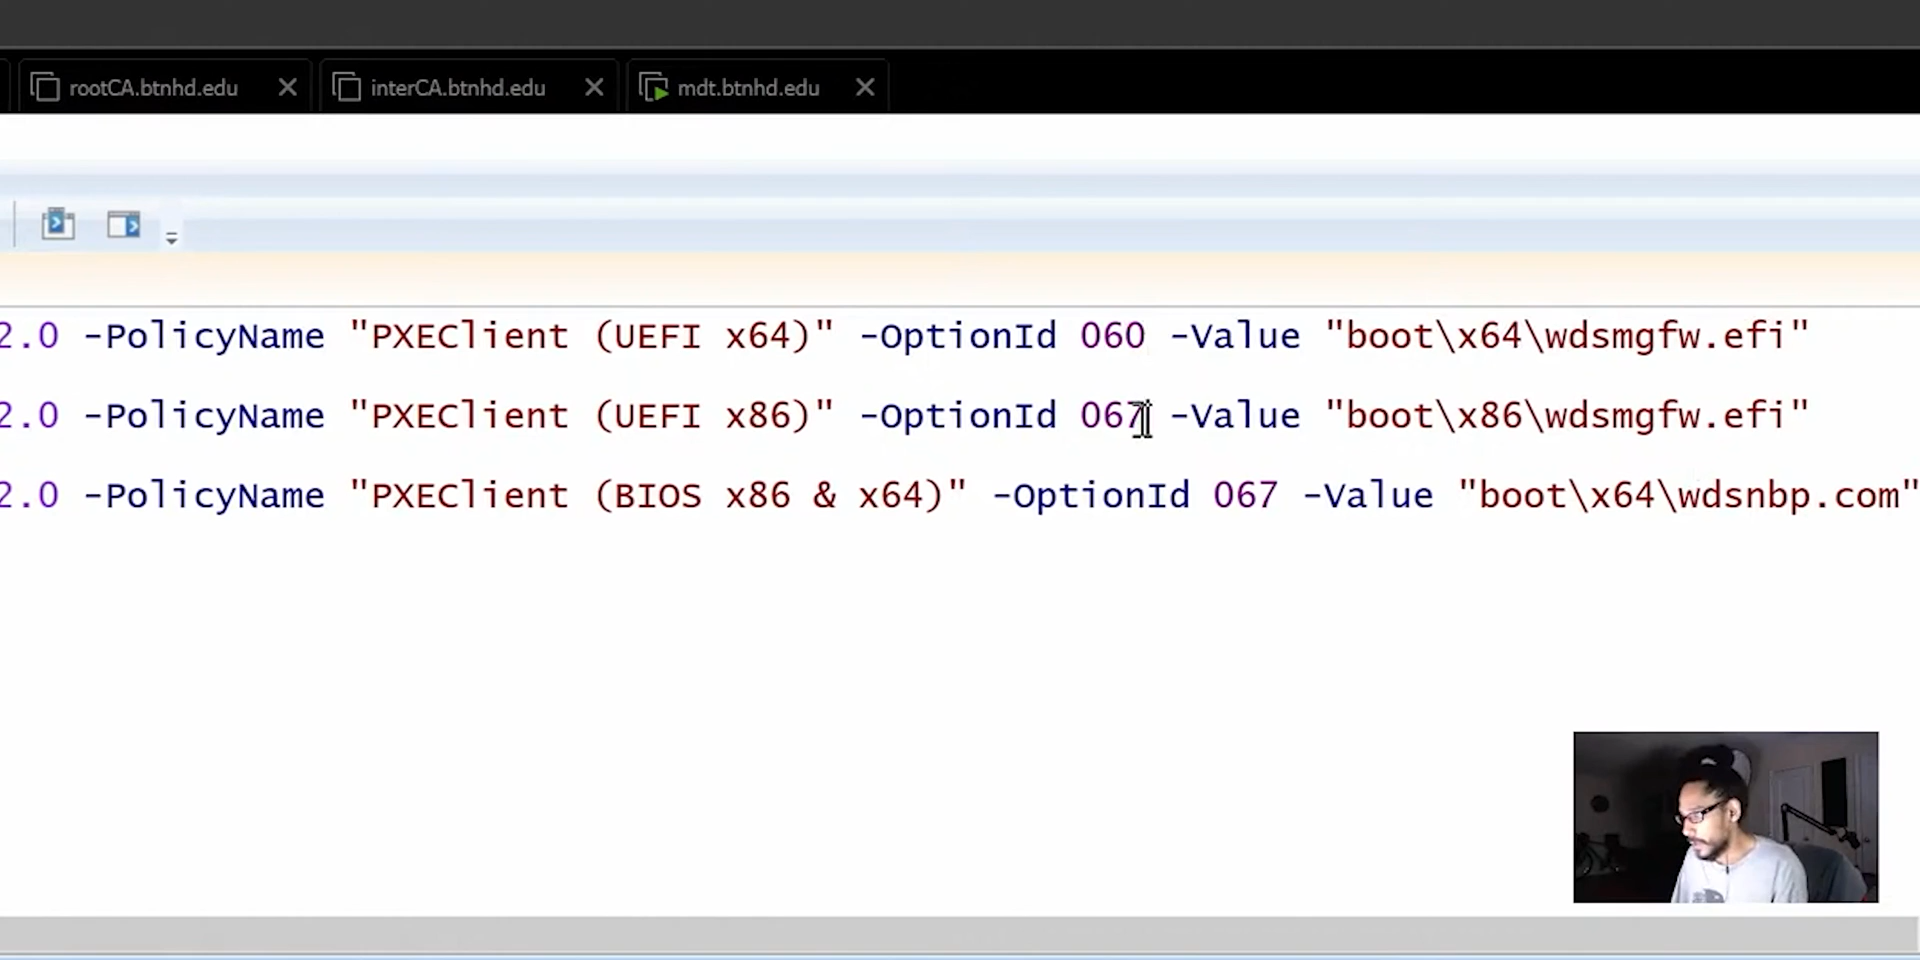 rootCA.btnhd.edu interCA.btnhd.edu mdt.btnhd.edu
2.0 -PolicyName "PXEClient (UEFI x64)" -OptionId 060 -Value "boot\x64\wdsmgfw.efi"
2.0 -PolicyName "PXEClient (UEFI x86)" -OptionId 067 -Value "boot\x86\wdsmgfw.efi"
2.0 -PolicyName "PXEClient (BIOS x86 & x64)" -OptionId 067 -Value "boot\x64\wdsnbp.com"